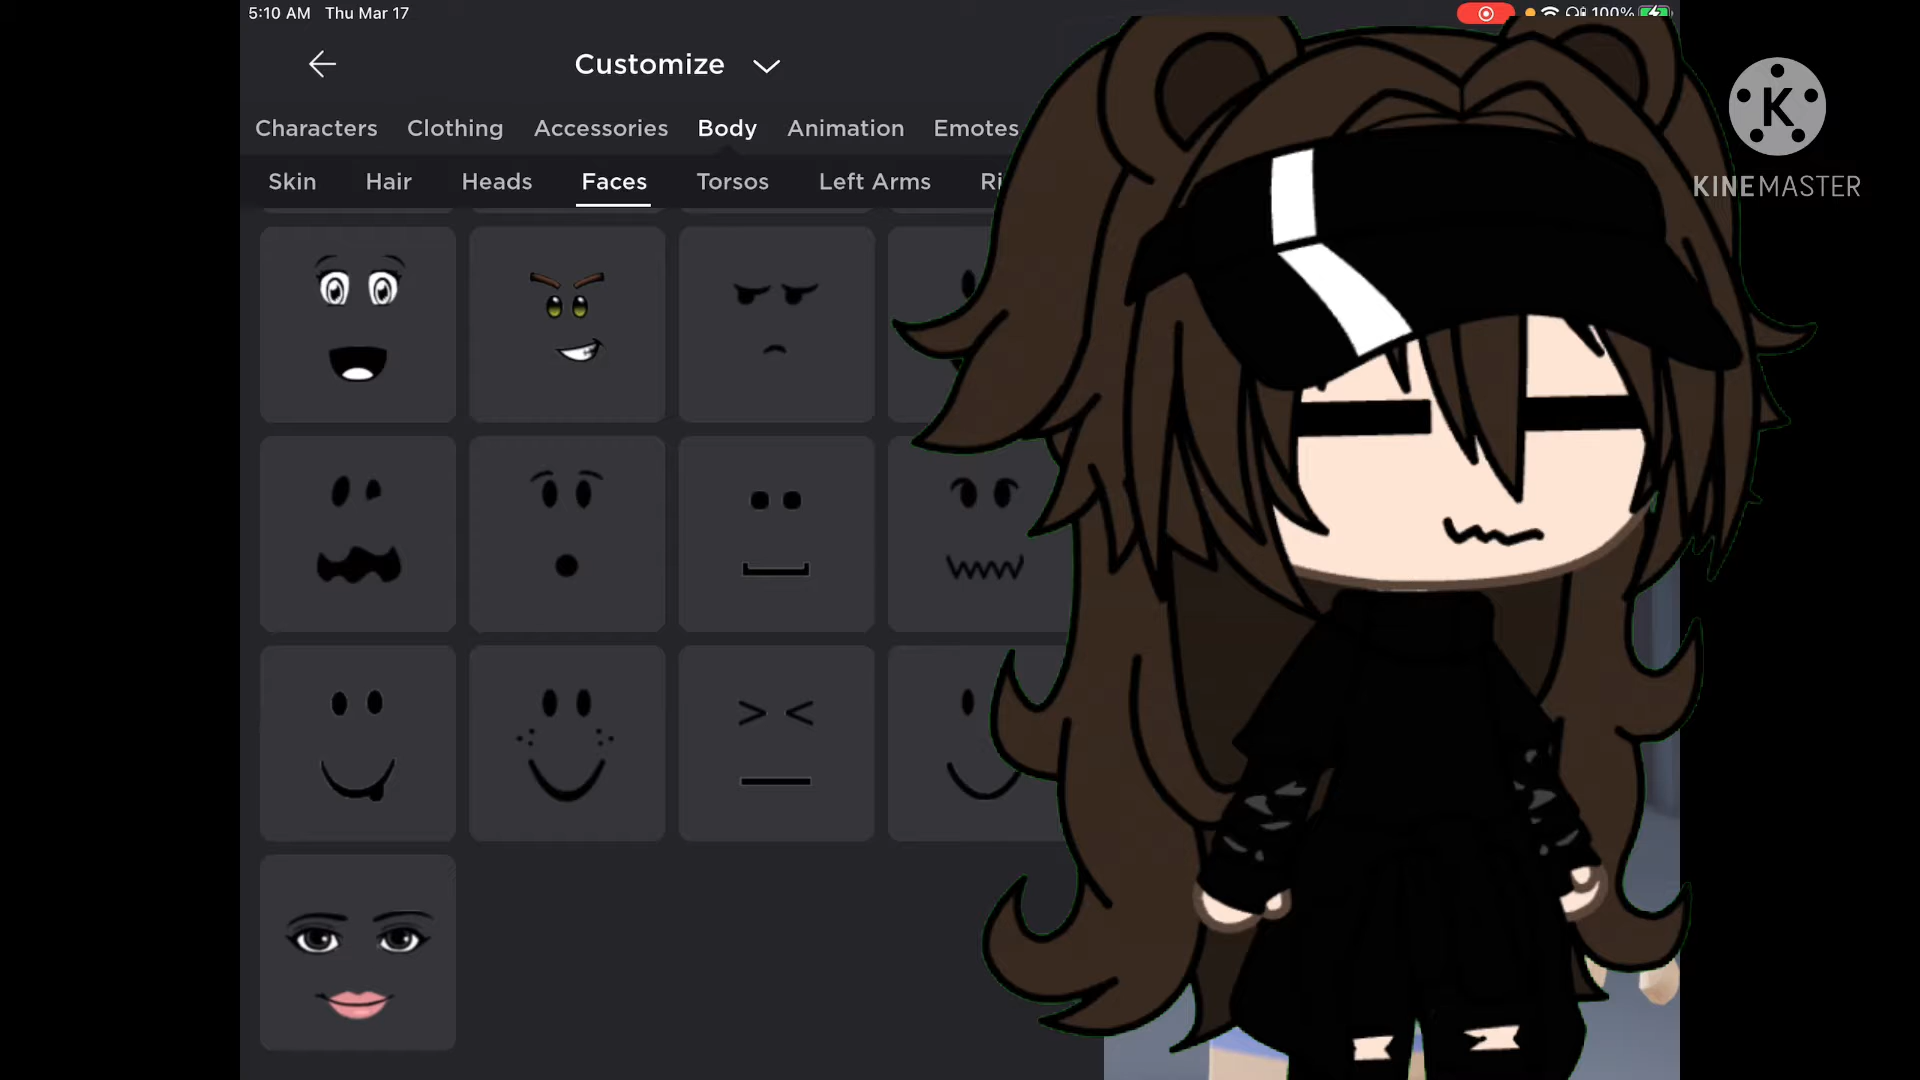 5:10 AM Thu Mar 17
100%
Customize
Characters Clothing Accessories Body Animation Emotes
Skin Hair Heads Faces Torsos Left Arms
K
KINEMASTER